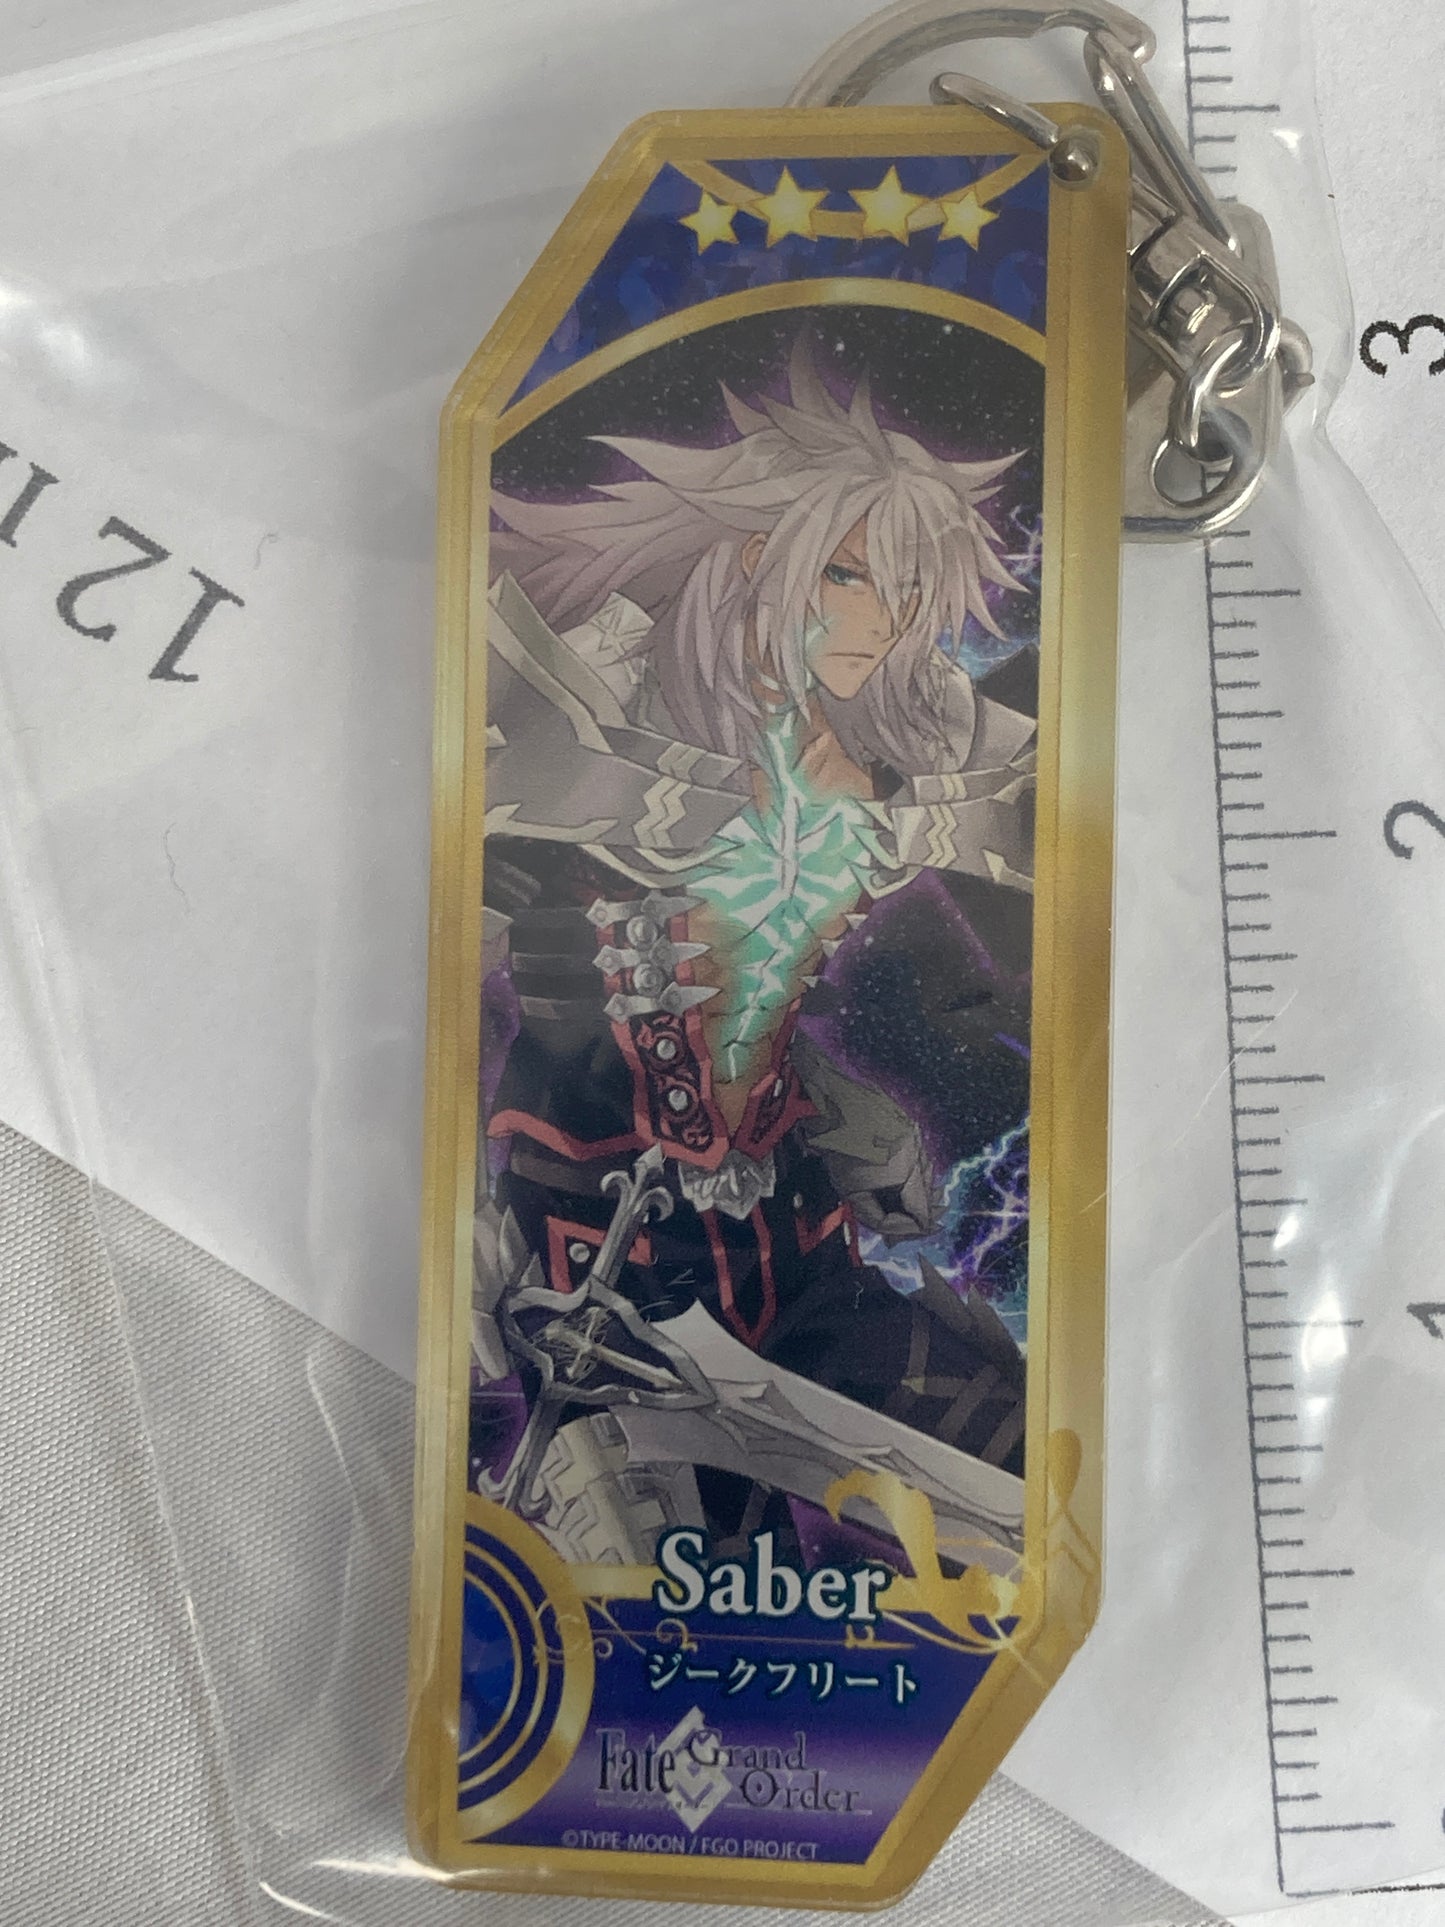 3
12
11
2
1
Saber
ジークフリート
Fate Grand Order
©TYPE-MOON / FGO PROJECT